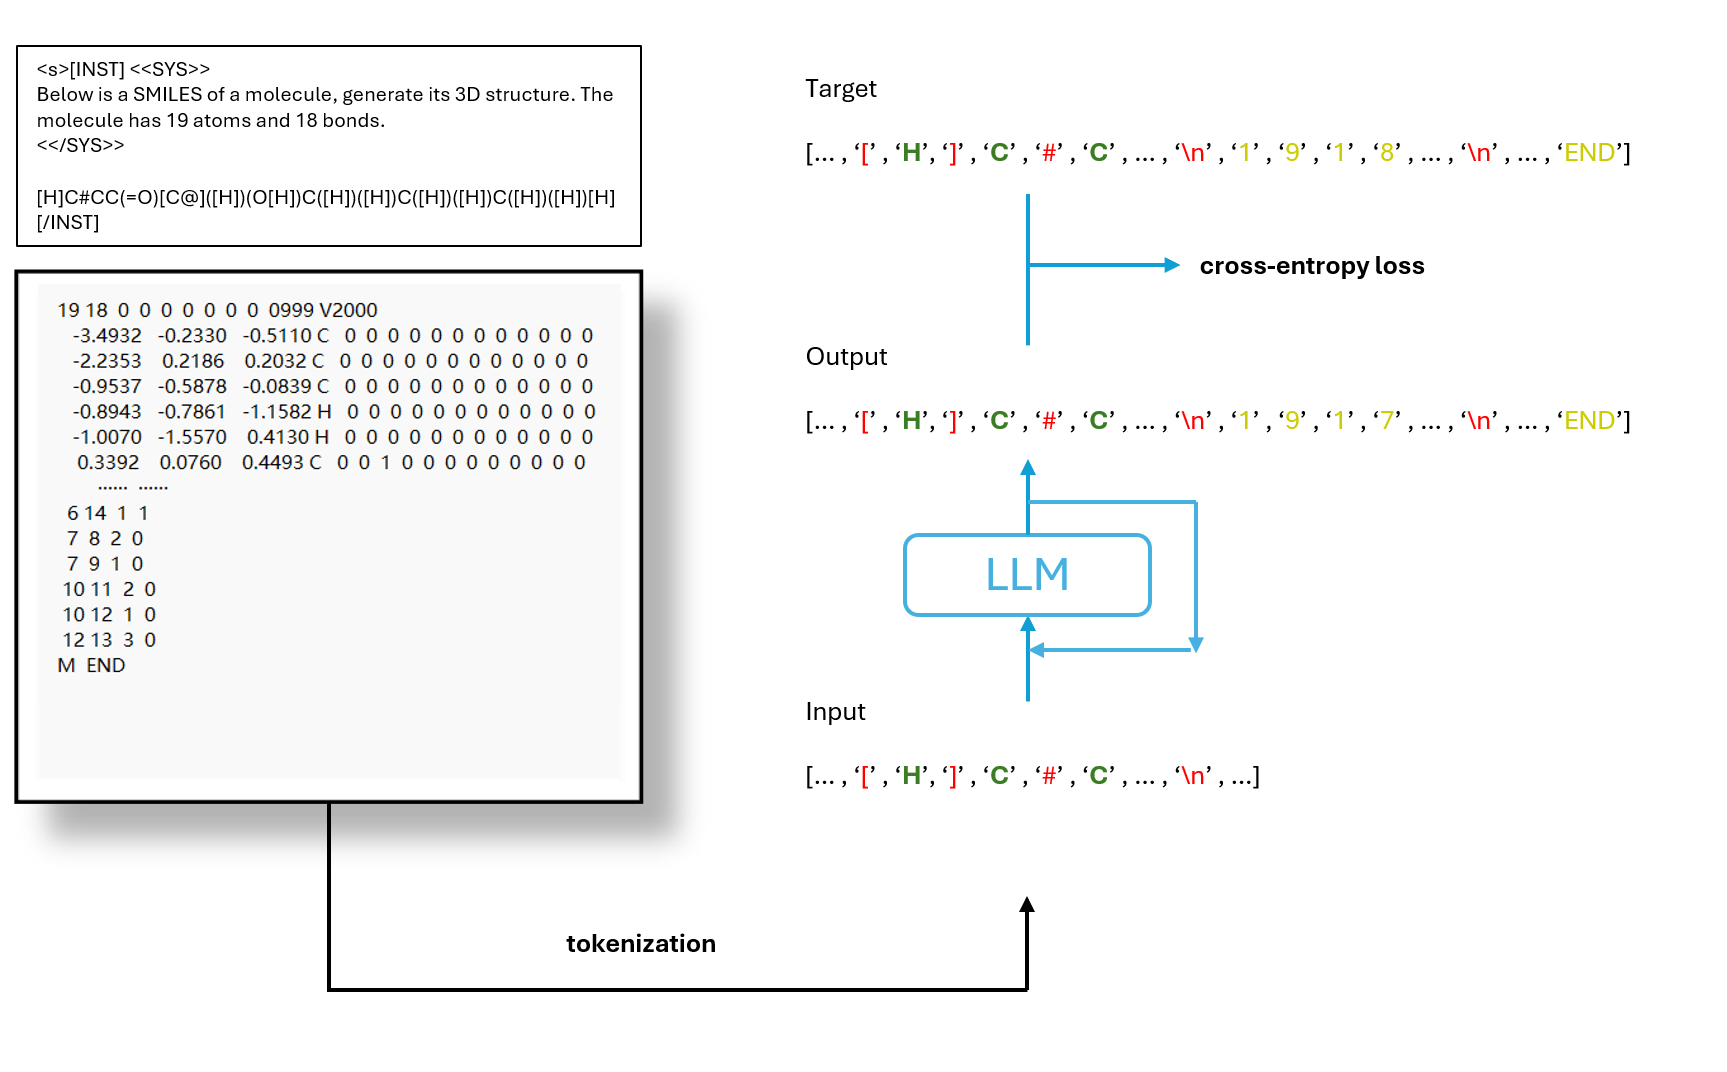 <s>[INST] <<SYS>>
Below is a SMILES of a molecule, generate its 3D structure. The
molecule has 19 atoms and 18 bonds.
<</SYS>>
[H]C#CC(=O)[C@]([H])(O[H])C([H])([H])C([H])([H])C([H])([H])[H]
[/INST]
19 18 0 0 0 0 0 0 0 0999 V2000
-3.4932 -0.2330 -0.5110 C 0 0 0 0 0 0 0 0 0 0 0 0
-2.2353 0.2186 0.2032 C 0 0 0 0 0 0 0 0 0 0 0 0
-0.9537 -0.5878 -0.0839 C 0 0 0 0 0 0 0 0 0 0 0 0
-0.8943 -0.7861 -1.1582 H 0 0 0 0 0 0 0 0 0 0 0 0
-1.0070 -1.5570 0.4130 H 0 0 0 0 0 0 0 0 0 0 0 0
0.3392 0.0760 0.4493 C 0 0 1 0 0 0 0 0 0 0 0 0
...... ......
6 14 1 1
7 8 2 0
7 9 1 0
10 11 2 0
10 12 1 0
12 13 3 0
M END
tokenization
Target
[... , ‘[’ , ‘H’, ‘]’ , ‘C’ , ‘#’ , ‘C’ , ... , ‘\n’ , ‘1’ , ‘9’ , ‘1’ , ‘8’ , ... , ‘\n’ , ... , ‘END’]
cross-entropy loss
Output
[... , ‘[’ , ‘H’, ‘]’ , ‘C’ , ‘#’ , ‘C’ , ... , ‘\n’ , ‘1’ , ‘9’ , ‘1’ , ‘7’ , ... , ‘\n’ , ... , ‘END’]
LLM
Input
[... , ‘[’ , ‘H’, ‘]’ , ‘C’ , ‘#’ , ‘C’ , ... , ‘\n’ , ...]